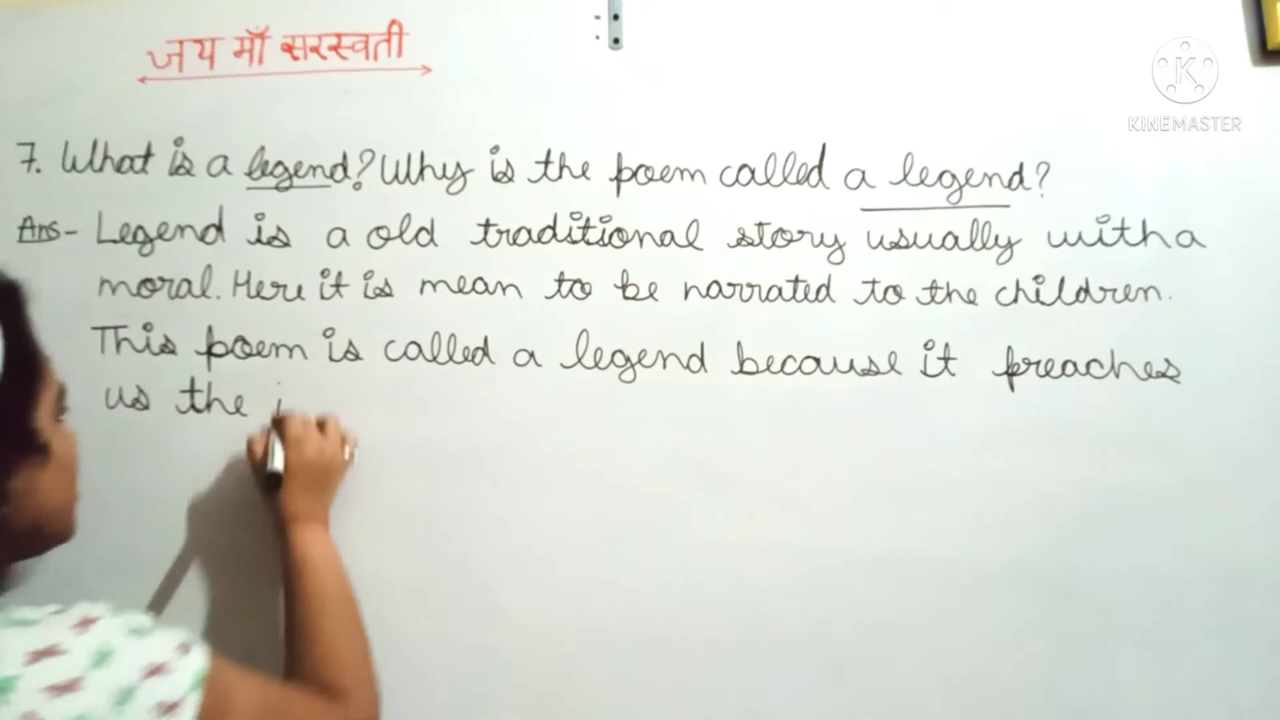 जय माँ सरस्वती
KINEMASTER
7. What is a legend? Why is the poem called a legend?
Ans- Legend is a old traditional story usually with a
moral. Here it is mean to be narrated to the children.
This poem is called a legend because it preaches
us the